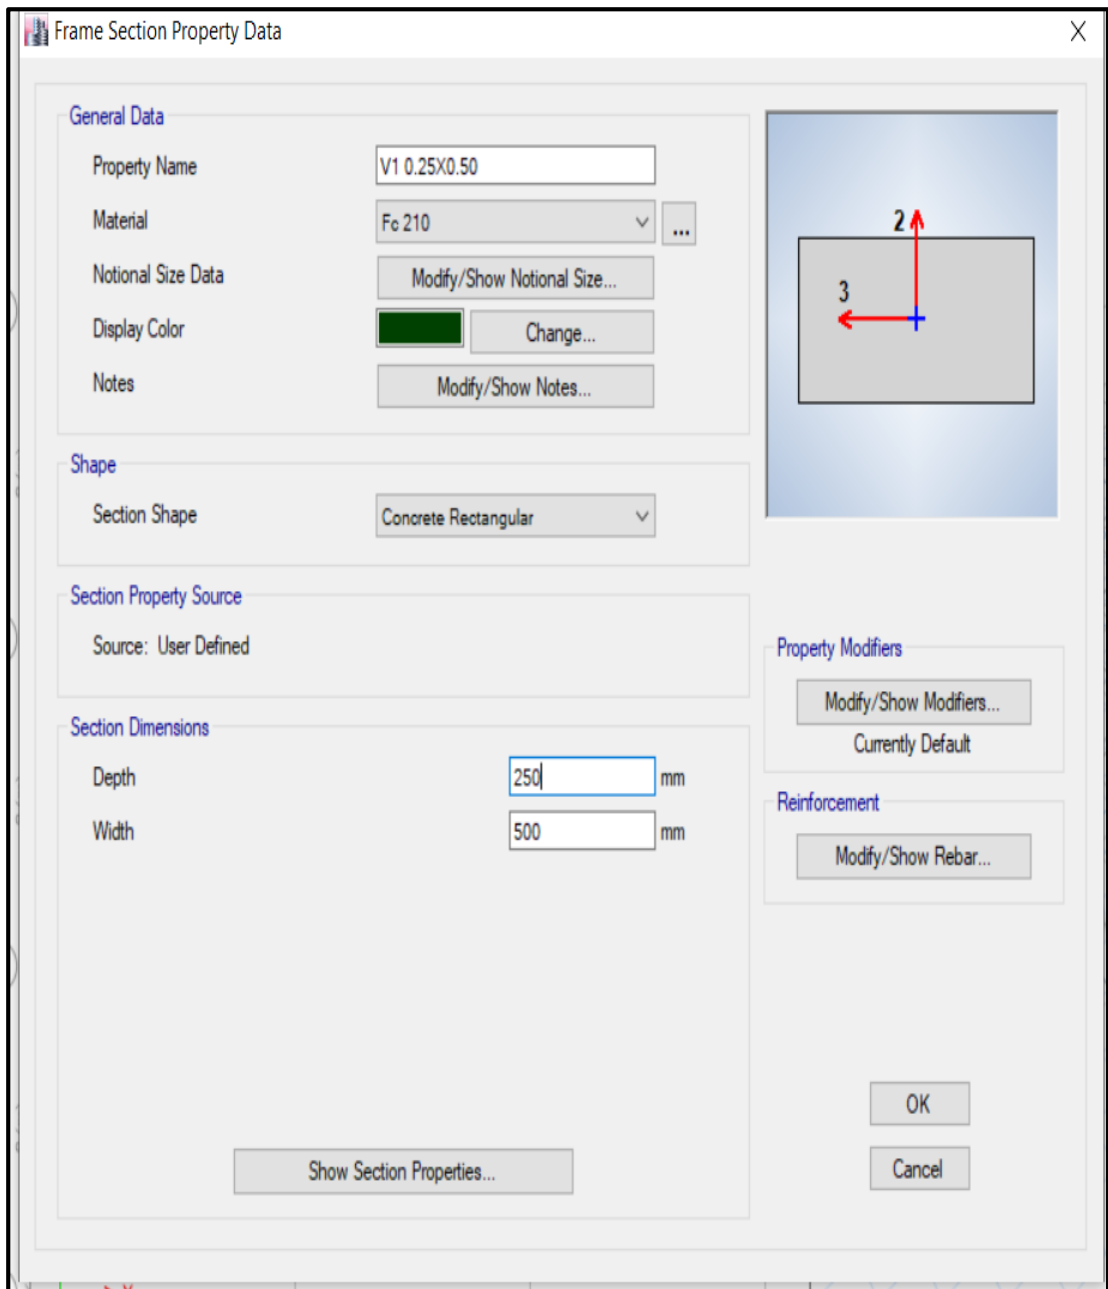 Frame Section Property Data
X
General Data
Property Name
V1 0.25X0.50
Material
Fc 210
...
Notional Size Data
Modify/Show Notional Size...
Display Color
Change...
Notes
Modify/Show Notes...
2
3
Shape
Section Shape
Concrete Rectangular
Section Property Source
Source: User Defined
Property Modifiers
Modify/Show Modifiers...
Currently Default
Section Dimensions
Depth
250
mm
Width
500
mm
Reinforcement
Modify/Show Rebar...
Show Section Properties...
OK
Cancel